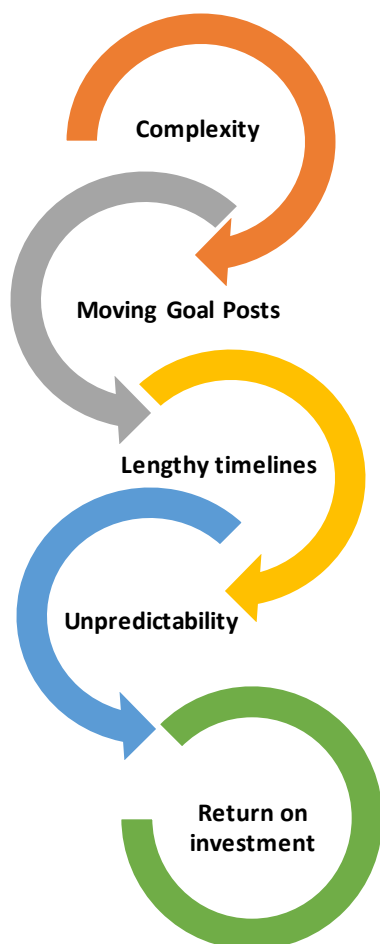 Complexity
Moving Goal Posts
Lengthy timelines
Unpredictability
Return on
investment